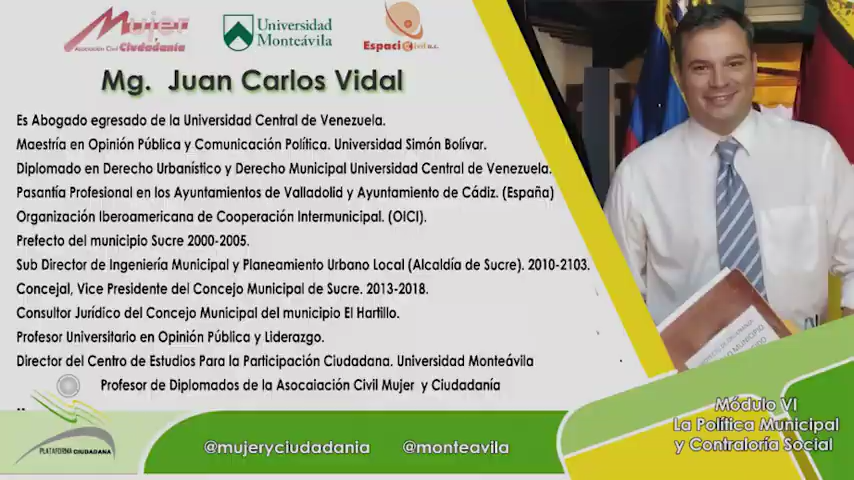 Mujer
Asociación Civil Ciudadanía
Universidad
Monteávila
Espacio Civil a.c.
Mg. Juan Carlos Vidal
Es Abogado egresado de la Universidad Central de Venezuela.
Maestría en Opinión Pública y Comunicación Política. Universidad Simón Bolívar.
Diplomado en Derecho Urbanístico y Derecho Municipal Universidad Central de Venezuela.
Pasantía Profesional en los Ayuntamientos de Valladolid y Ayuntamiento de Cádiz. (España)
Organización Iberoamericana de Cooperación Intermunicipal. (OICI).
Prefecto del municipio Sucre 2000-2005.
Sub Director de Ingeniería Municipal y Planeamiento Urbano Local (Alcaldía de Sucre). 2010-2103.
Concejal, Vice Presidente del Concejo Municipal de Sucre. 2013-2018.
Consultor Jurídico del Concejo Municipal del municipio El Hartillo.
Profesor Universitario en Opinión Pública y Liderazgo.
Director del Centro de Estudios Para la Participación Ciudadana. Universidad Monteávila
Profesor de Diplomados de la Asocaiación Civil Mujer y Ciudadanía
PLATAFORMA CIUDADANA
@mujeryciudadania @monteavila
Módulo VI
La Política Municipal
y Contraloría Social